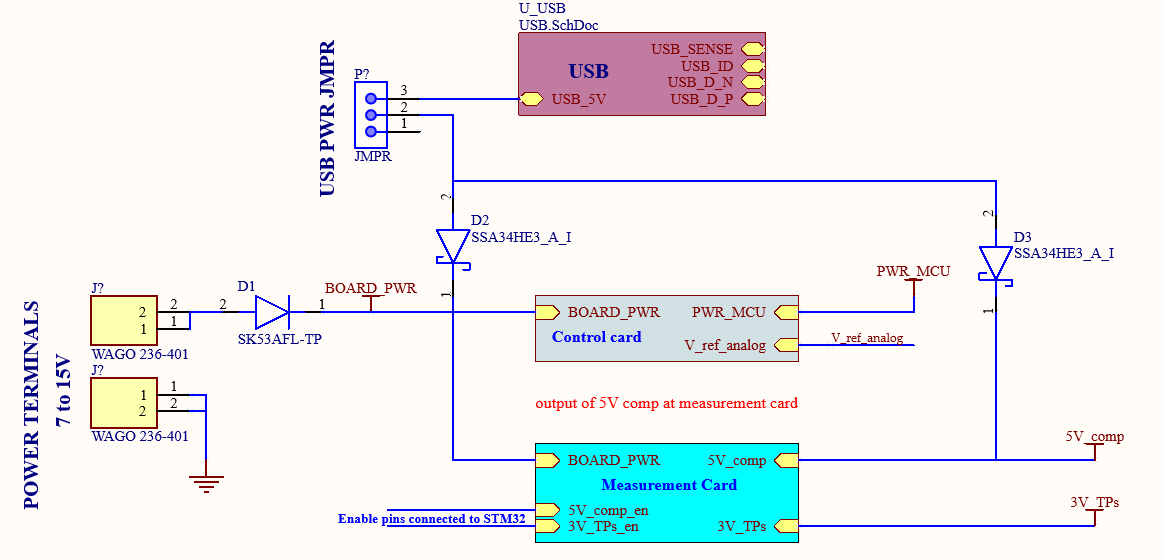 U_USB
USB.SchDoc
USB
USB_SENSE
USB_ID
USB_D_N
USB_D_P
USB_5V
USB PWR JMPR
P?
3
2
1
JMPR
2
D2
SSA34HE3_A_I
1
2
D3
SSA34HE3_A_I
1
POWER TERMINALS
7 to 15V
J?
2
1
2
1
WAGO 236-401
J?
1
2
1
2
WAGO 236-401
D1
2
1
SK53AFL-TP
BOARD_PWR
BOARD_PWR
PWR_MCU
Control card
V_ref_analog
PWR_MCU
V_ref_analog
output of 5V comp at measurement card
BOARD_PWR
5V_comp
Measurement Card
5V_comp_en
3V_TPs_en
3V_TPs
Enable pins connected to STM32
5V_comp
3V_TPs